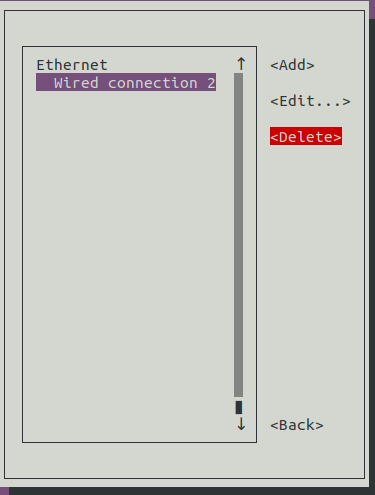 Ethernet ↑ <Add>
Wired connection 2
<Edit...>
<Delete>
↓ <Back>